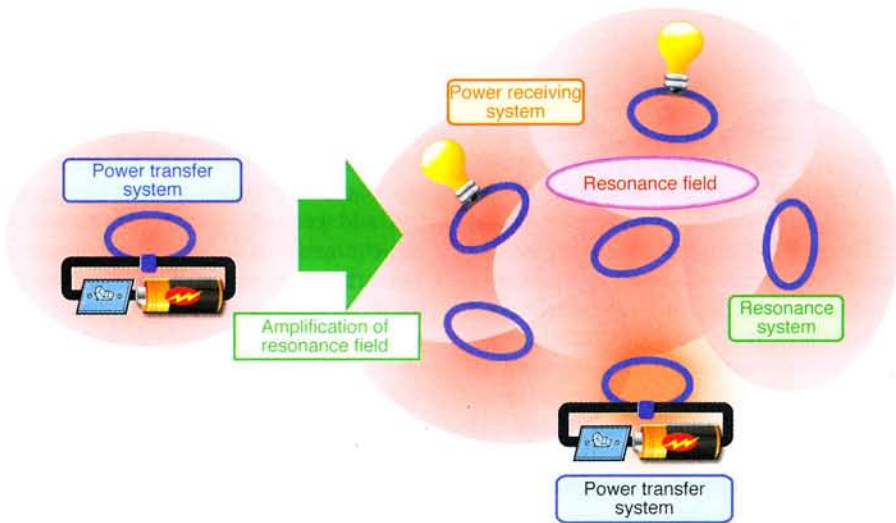 Power transfer
system
Amplification of
resonance field
Power receiving
system
Resonance field
Resonance
system
Power transfer
system